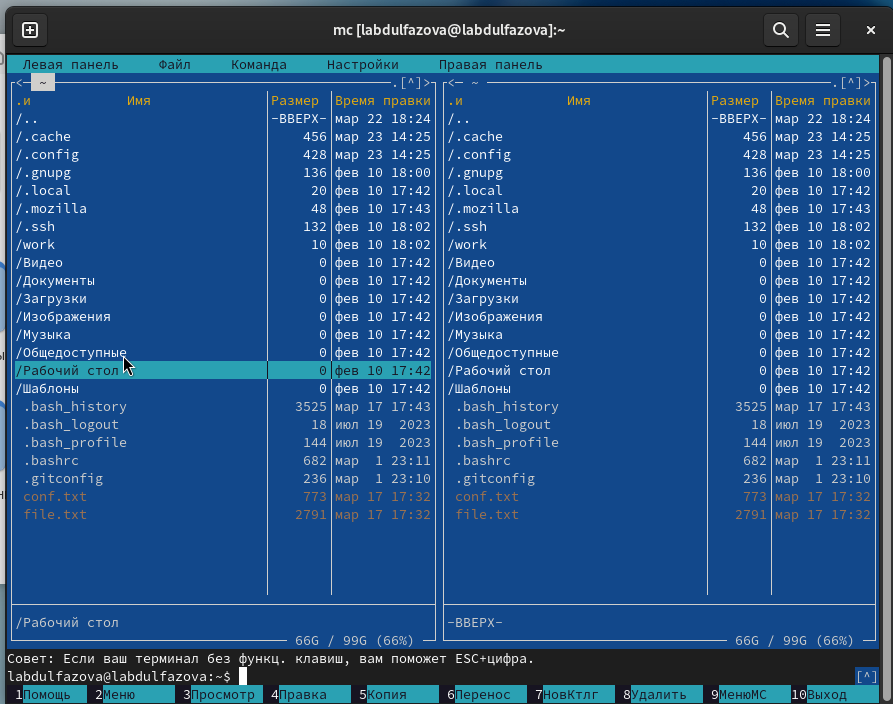 mc [labdulfazova@labdulfazova]:~
Левая панель Файл Команда Настройки Правая панель
<─ ~ .[^]> <─ ~ .[^]>
.и Имя Размер Время правки .и Имя Размер Время правки
/.. -ВВЕРХ- мар 22 18:24 /.. -ВВЕРХ- мар 22 18:24
/.cache 456 мар 23 14:25 /.cache 456 мар 23 14:25
/.config 428 мар 23 14:25 /.config 428 мар 23 14:25
/.gnupg 136 фев 10 18:00 /.gnupg 136 фев 10 18:00
/.local 20 фев 10 17:42 /.local 20 фев 10 17:42
/.mozilla 48 фев 10 17:43 /.mozilla 48 фев 10 17:43
/.ssh 132 фев 10 18:02 /.ssh 132 фев 10 18:02
/work 10 фев 10 18:02 /work 10 фев 10 18:02
/Видео 0 фев 10 17:42 /Видео 0 фев 10 17:42
/Документы 0 фев 10 17:42 /Документы 0 фев 10 17:42
/Загрузки 0 фев 10 17:42 /Загрузки 0 фев 10 17:42
/Изображения 0 фев 10 17:42 /Изображения 0 фев 10 17:42
/Музыка 0 фев 10 17:42 /Музыка 0 фев 10 17:42
/Общедоступные 0 фев 10 17:42 /Общедоступные 0 фев 10 17:42
/Рабочий стол 0 фев 10 17:42 /Рабочий стол 0 фев 10 17:42
/Шаблоны 0 фев 10 17:42 /Шаблоны 0 фев 10 17:42
.bash_history 3525 мар 17 17:43 .bash_history 3525 мар 17 17:43
.bash_logout 18 июл 19 2023 .bash_logout 18 июл 19 2023
.bash_profile 144 июл 19 2023 .bash_profile 144 июл 19 2023
.bashrc 682 мар 1 23:11 .bashrc 682 мар 1 23:11
.gitconfig 236 мар 1 23:10 .gitconfig 236 мар 1 23:10
conf.txt 773 мар 17 17:32 conf.txt 773 мар 17 17:32
file.txt 2791 мар 17 17:32 file.txt 2791 мар 17 17:32
/Рабочий стол -ВВЕРХ-
66G / 99G (66%) 66G / 99G (66%)
Совет: Если ваш терминал без функц. клавиш, вам поможет ESC+цифра.
labdulfazova@labdulfazova:~$ [^]
1Помощь 2Меню 3Просмотр 4Правка 5Копия 6Перенос 7НовКтлг 8Удалить 9МенюМС 10Выход